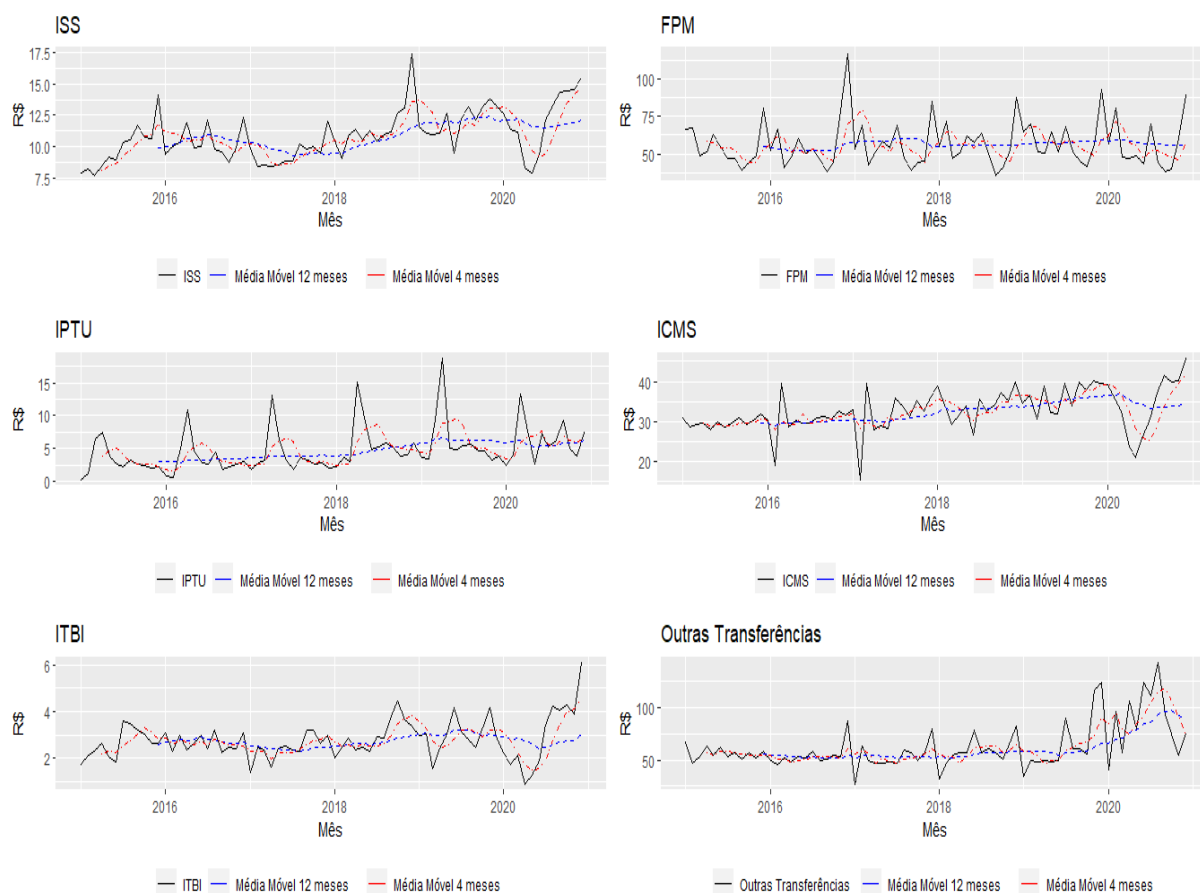 ISS
17.5
15.0
12.5
10.0
7.5
R$
2016 2018 2020
Mês
ISS Média Móvel 12 meses Média Móvel 4 meses
FPM
100
75
50
R$
2016 2018 2020
Mês
FPM Média Móvel 12 meses Média Móvel 4 meses
IPTU
15
10
5
0
R$
2016 2018 2020
Mês
IPTU Média Móvel 12 meses Média Móvel 4 meses
ICMS
40
30
20
R$
2016 2018 2020
Mês
ICMS Média Móvel 12 meses Média Móvel 4 meses
ITBI
6
4
2
R$
2016 2018 2020
Mês
ITBI Média Móvel 12 meses Média Móvel 4 meses
Outras Transferências
100
50
R$
2016 2018 2020
Mês
Outras Transferências Média Móvel 12 meses Média Móvel 4 meses